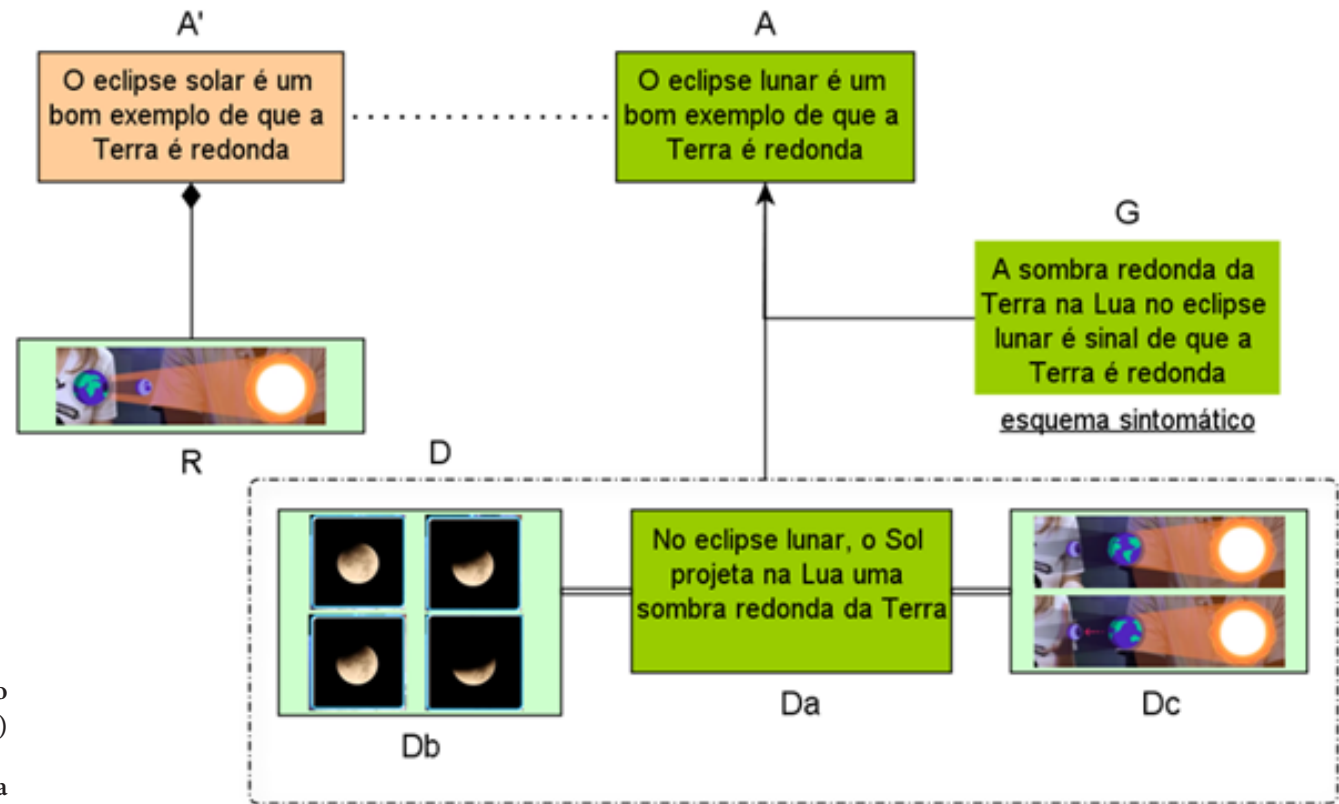 A'
O eclipse solar é um
bom exemplo de que a
Terra é redonda
A
O eclipse lunar é um
bom exemplo de que a
Terra é redonda
G
A sombra redonda da
Terra na Lua no eclipse
lunar é sinal de que a
Terra é redonda
esquema sintomático
R
D
No eclipse lunar, o Sol
projeta na Lua uma
sombra redonda da Terra
Db
Da
Dc
o
)
a